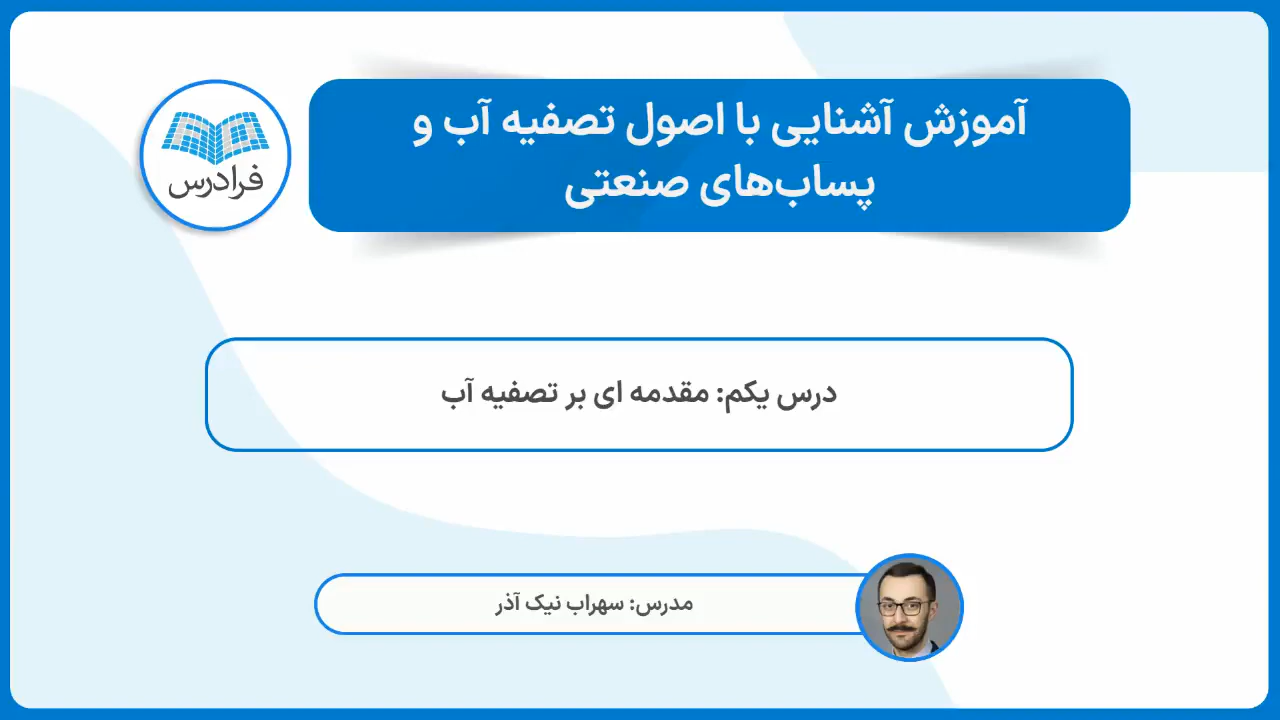 آموزش آشنایی با اصول تصفیه آب و
پساب‌های صنعتی
فرادرس
درس یکم: مقدمه ای بر تصفیه آب
مدرس: سهراب نیک آذر